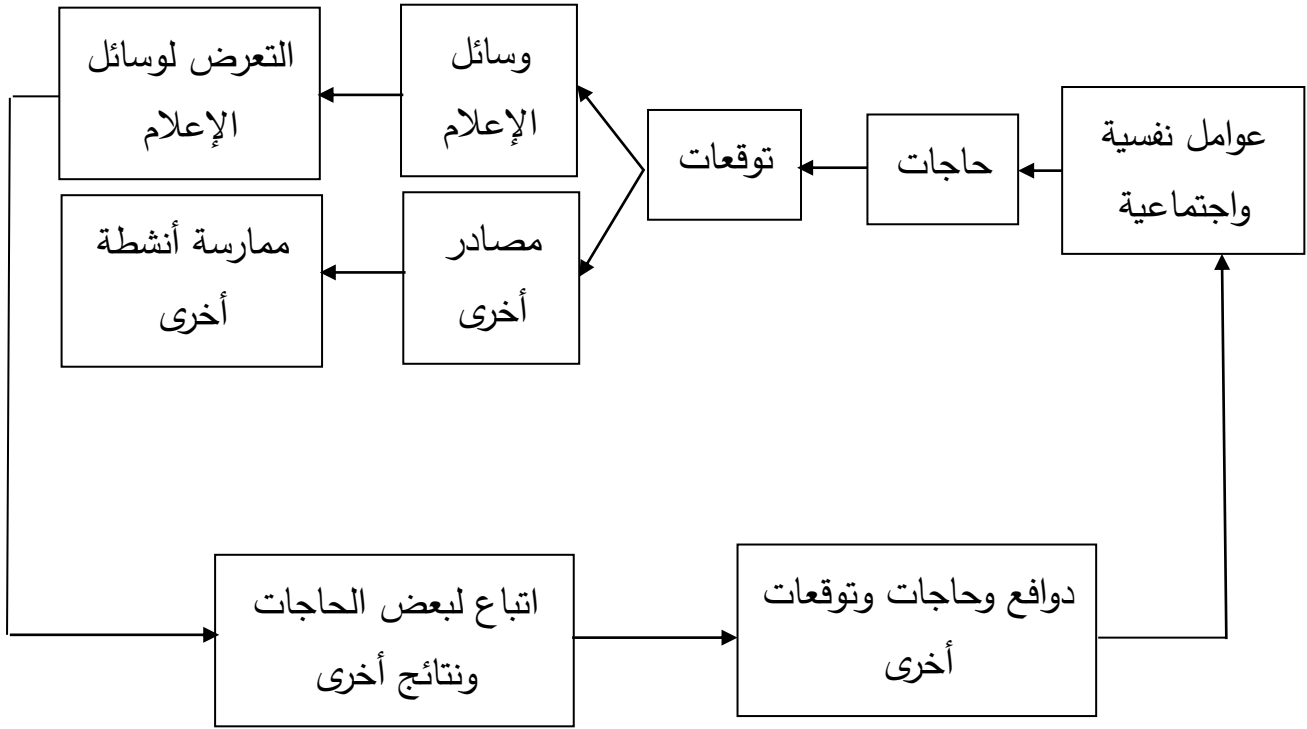 عوامل نفسية
واجتماعية
حاجات
توقعات
وسائل
الإعلام
التعرض لوسائل
الإعلام
مصادر
أخرى
ممارسة أنشطة
أخرى
اتباع لبعض الحاجات
ونتائج أخرى
دوافع وحاجات وتوقعات
أخرى